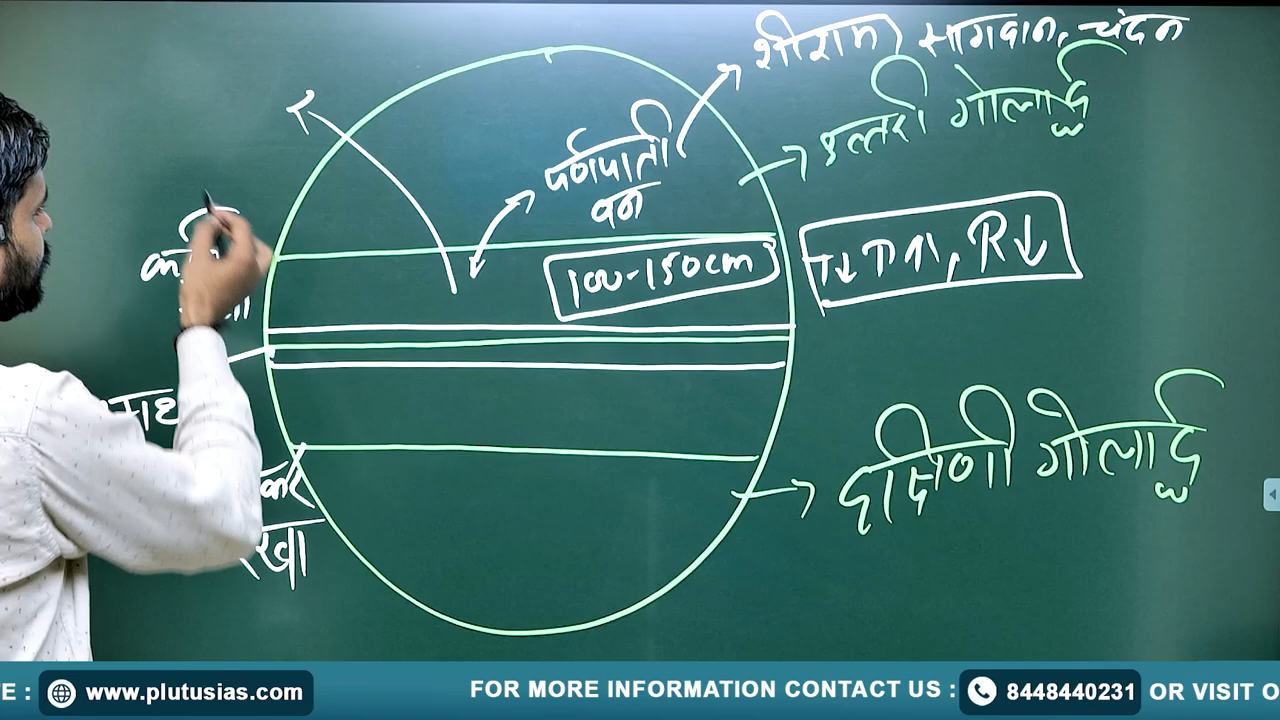 शीशम, सागवान, चंदन
उत्तरी गोलार्द्ध
पर्णपाती
वन
100-150cm
R↓
दक्षिणी गोलार्द्ध
E :
www.plutusias.com
FOR MORE INFORMATION CONTACT US :
8448440231
OR VISIT O